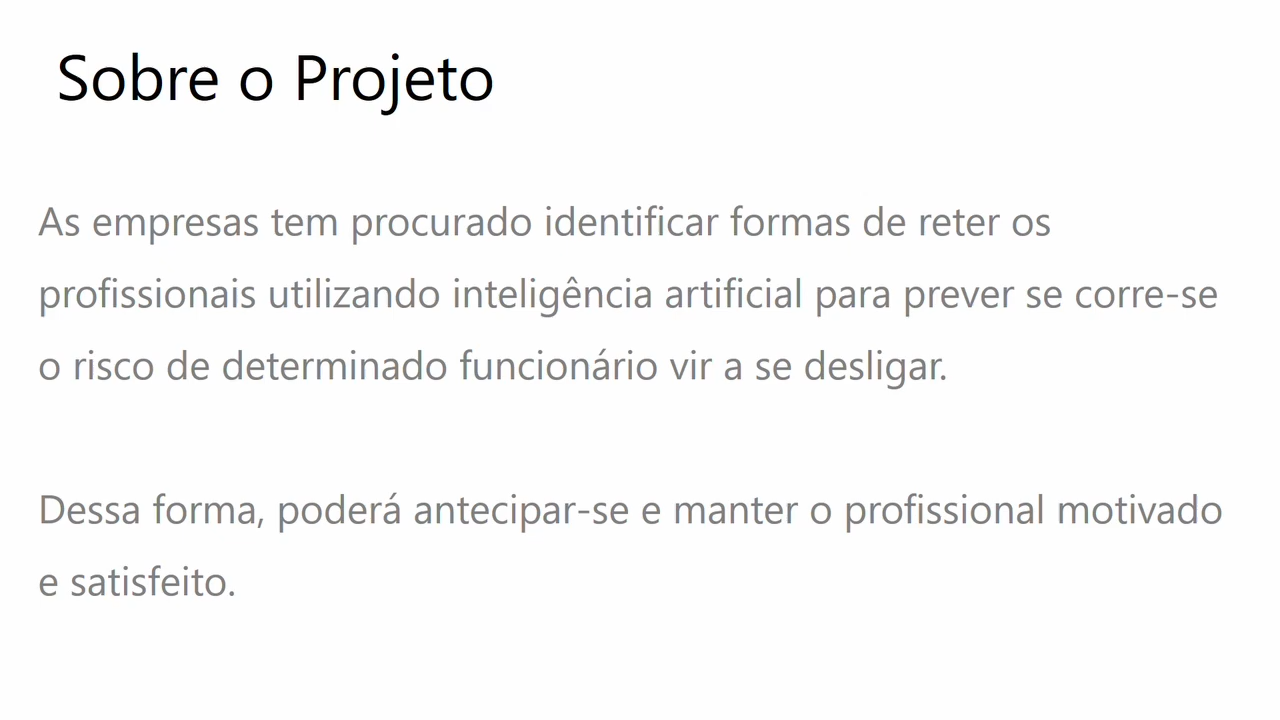 Sobre o Projeto
As empresas tem procurado identificar formas de reter os
profissionais utilizando inteligência artificial para prever se corre-se
o risco de determinado funcionário vir a se desligar.
Dessa forma, poderá antecipar-se e manter o profissional motivado
e satisfeito.